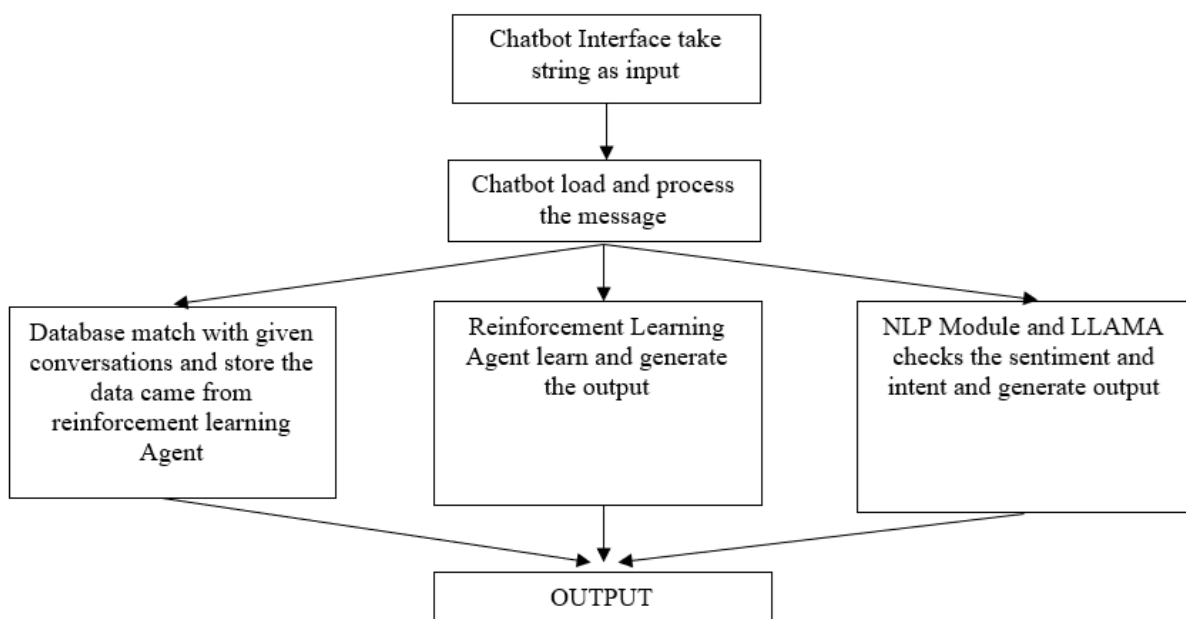 Chatbot Interface take
string as input
Chatbot load and process
the message
Database match with given
conversations and store the
data came from
reinforcement learning
Agent
Reinforcement Learning
Agent learn and generate
the output
NLP Module and LLAMA
checks the sentiment and
intent and generate output
OUTPUT